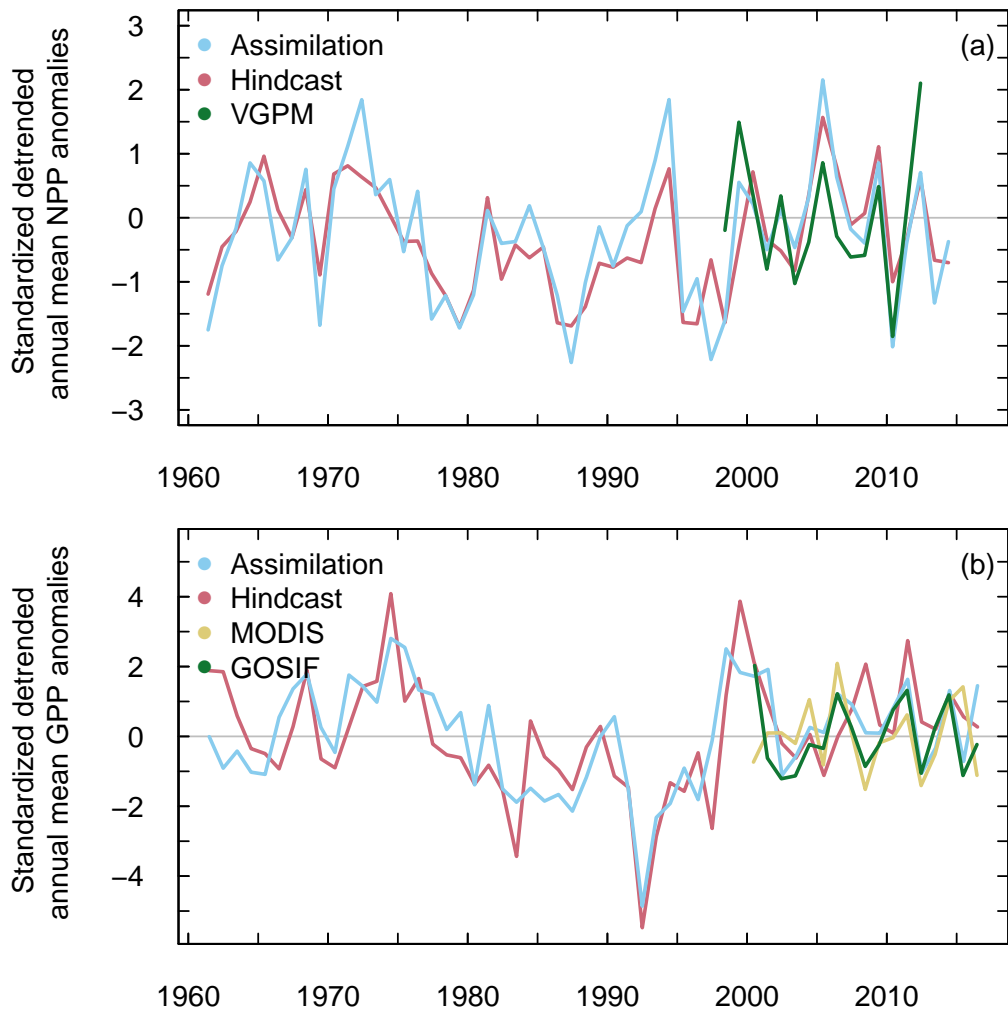 Standardized detrended
annual mean NPP anomalies
3
2
1
0
−1
−2
−3
Assimilation
Hindcast
VGPM
(a)
1960 1970 1980 1990 2000 2010
Standardized detrended
annual mean GPP anomalies
4
2
0
−2
−4
Assimilation
Hindcast
MODIS
GOSIF
(b)
1960 1970 1980 1990 2000 2010